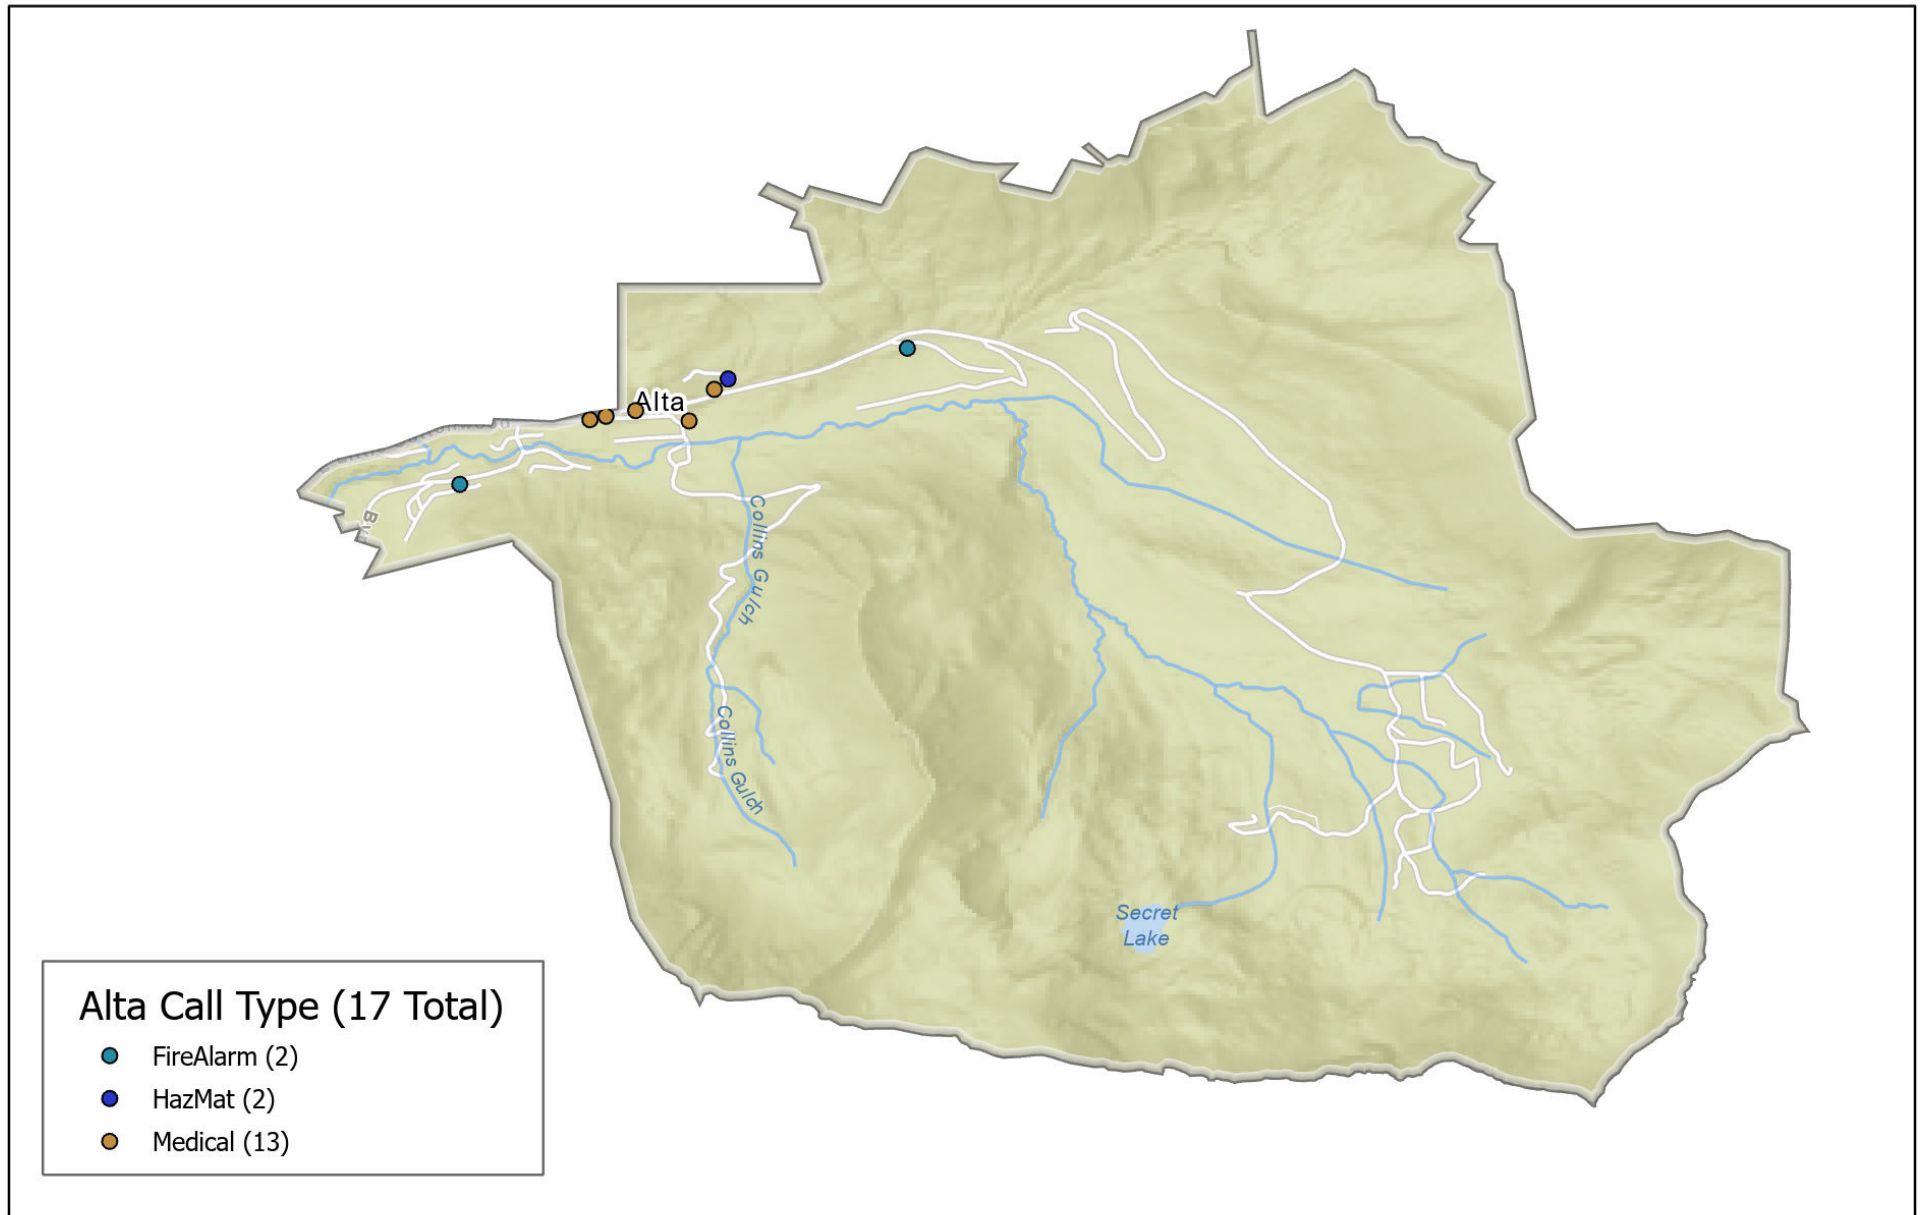 Alta
Collins Gulch
Collins Gulch
Secret
Lake
Alta Call Type (17 Total)
FireAlarm (2)
HazMat (2)
Medical (13)